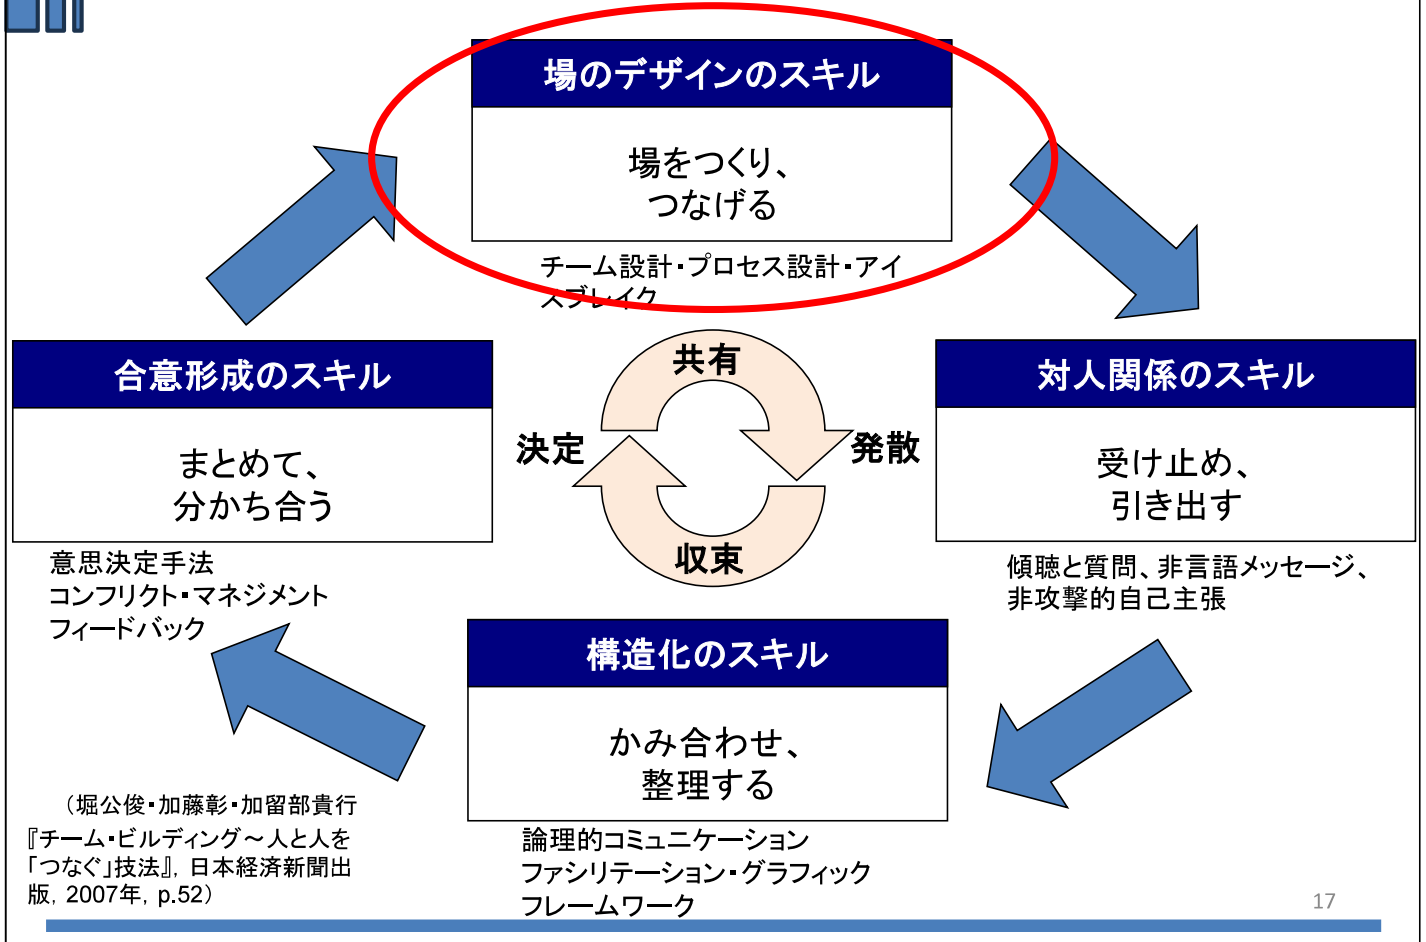 場のデザインのスキル
場をつくり、
つなげる
チーム設計・プロセス設計・アイ
スブレイク
共有
発散
収束
決定
対人関係のスキル
受け止め、
引き出す
傾聴と質問、非言語メッセージ、
非攻撃的自己主張
構造化のスキル
かみ合わせ、
整理する
論理的コミュニケーション
ファシリテーション・グラフィック
フレームワーク
合意形成のスキル
まとめて、
分かち合う
意思決定手法
コンフリクト・マネジメント
フィードバック
（堀公俊・加藤彰・加留部貴行
『チーム・ビルディング～人と人を
「つなぐ」技法』, 日本経済新聞出
版, 2007年, p.52）
17